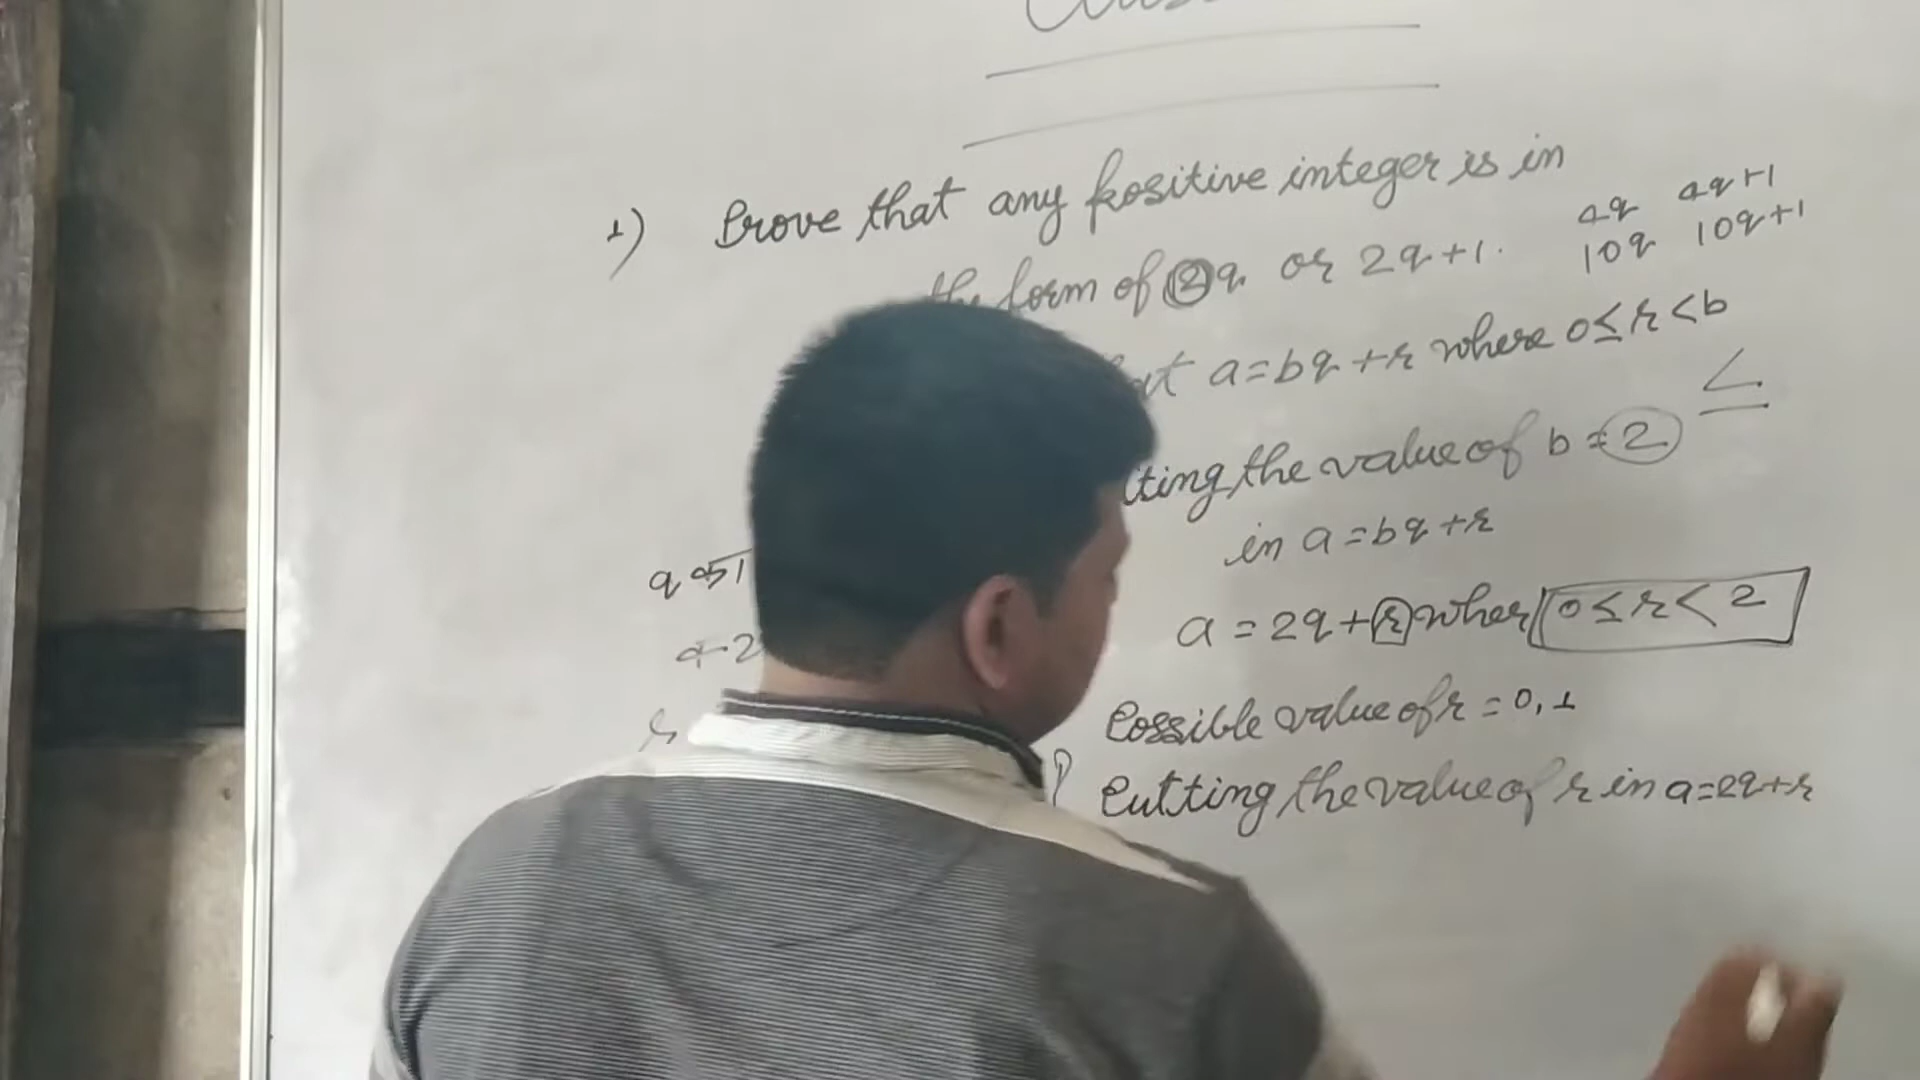 1) Prove that any positive integer is in
the form of 2q or 2q+1.
4q 4q+1
10q 10q+1
a=bq+r where 0≤r<b
<
the value of b=2
in a=bq+r
a=2q+r wher 0≤r<2
Possible value of r=0,1
Putting the value of r in a=2q+r